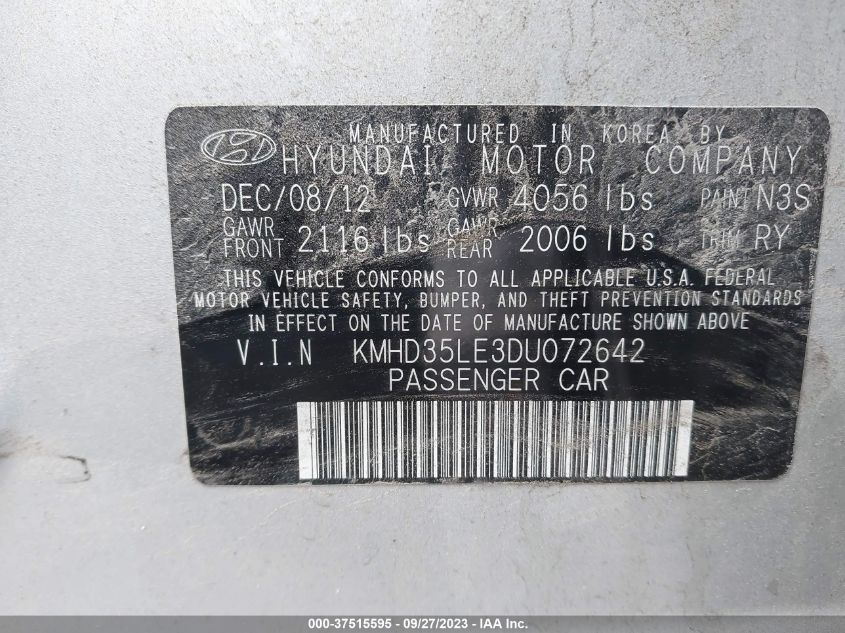 MANUFACTURED IN KOREA BY
HYUNDAI MOTOR COMPANY
DEC/08/12 GVWR 4056 lbs PAINT N3S
GAWR FRONT 2116 lbs GAWR REAR 2006 lbs TRIM RY
THIS VEHICLE CONFORMS TO ALL APPLICABLE U.S.A. FEDERAL
MOTOR VEHICLE SAFETY, BUMPER, AND THEFT PREVENTION STANDARDS
IN EFFECT ON THE DATE OF MANUFACTURE SHOWN ABOVE
V.I.N KMHD35LE3DU072642
PASSENGER CAR
000-37515595 - 09/27/2023 - IAA Inc.